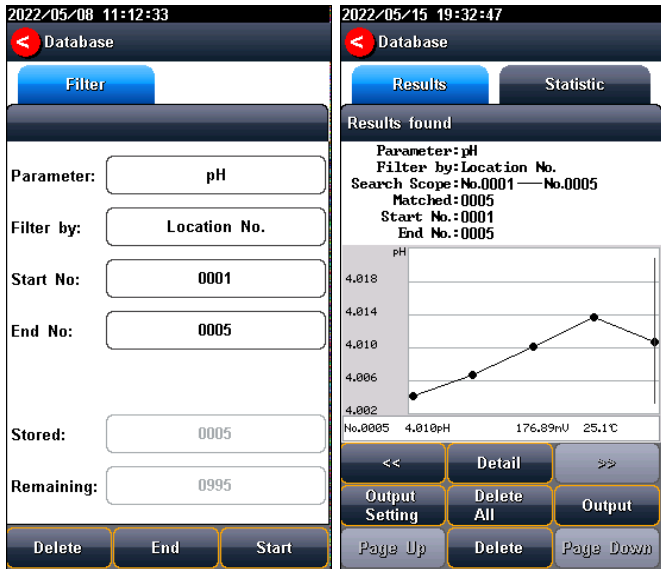 2022/05/08 11:12:33
< Database
Filter
Parameter: pH
Filter by: Location No.
Start No: 0001
End No: 0005
Stored: 0005
Remaining: 0995
Delete End Start
2022/05/15 19:32:47
< Database
Results Statistic
Results found
Parameter:pH
Filter by:Location No.
Search Scope:No.0001——No.0005
Matched:0005
Start No.:0001
End No.:0005
pH
4.018
4.014
4.010
4.006
4.002
No.0005 4.010pH 176.89mV 25.1℃
<< Detail >>
Output Setting Delete All Output
Page Up Delete Page Down